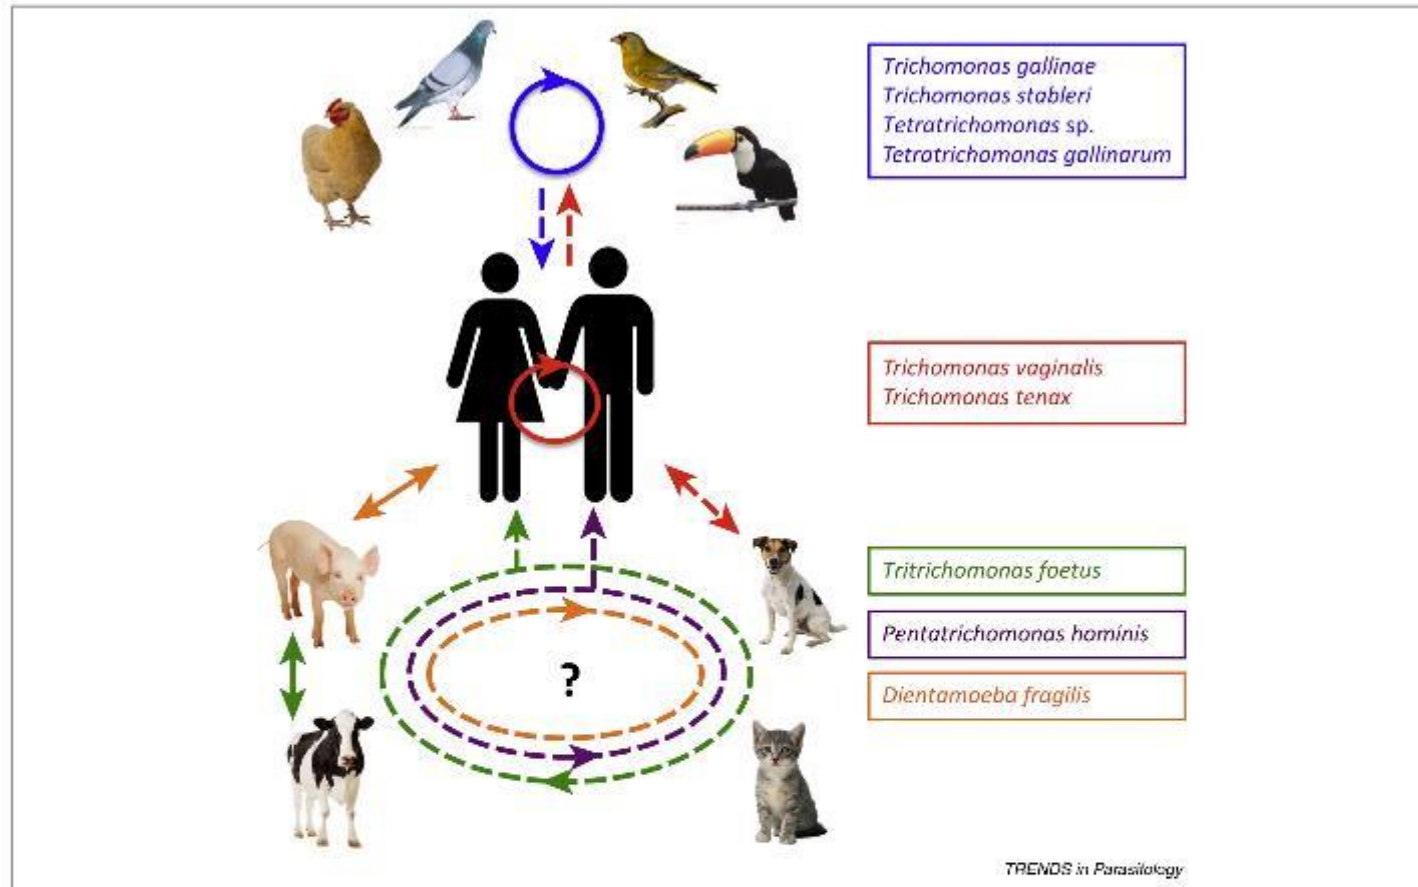 Trichomonas gallinae
Trichomonas stableri
Tetratrichomonas sp.
Tetratrichomonas gallinarum
Trichomonas vaginalis
Trichomonas tenax
Tritrichomonas foetus
Pentatrichomonas hominis
?
Dientamoeba fragilis
TRENDS in Parasitology